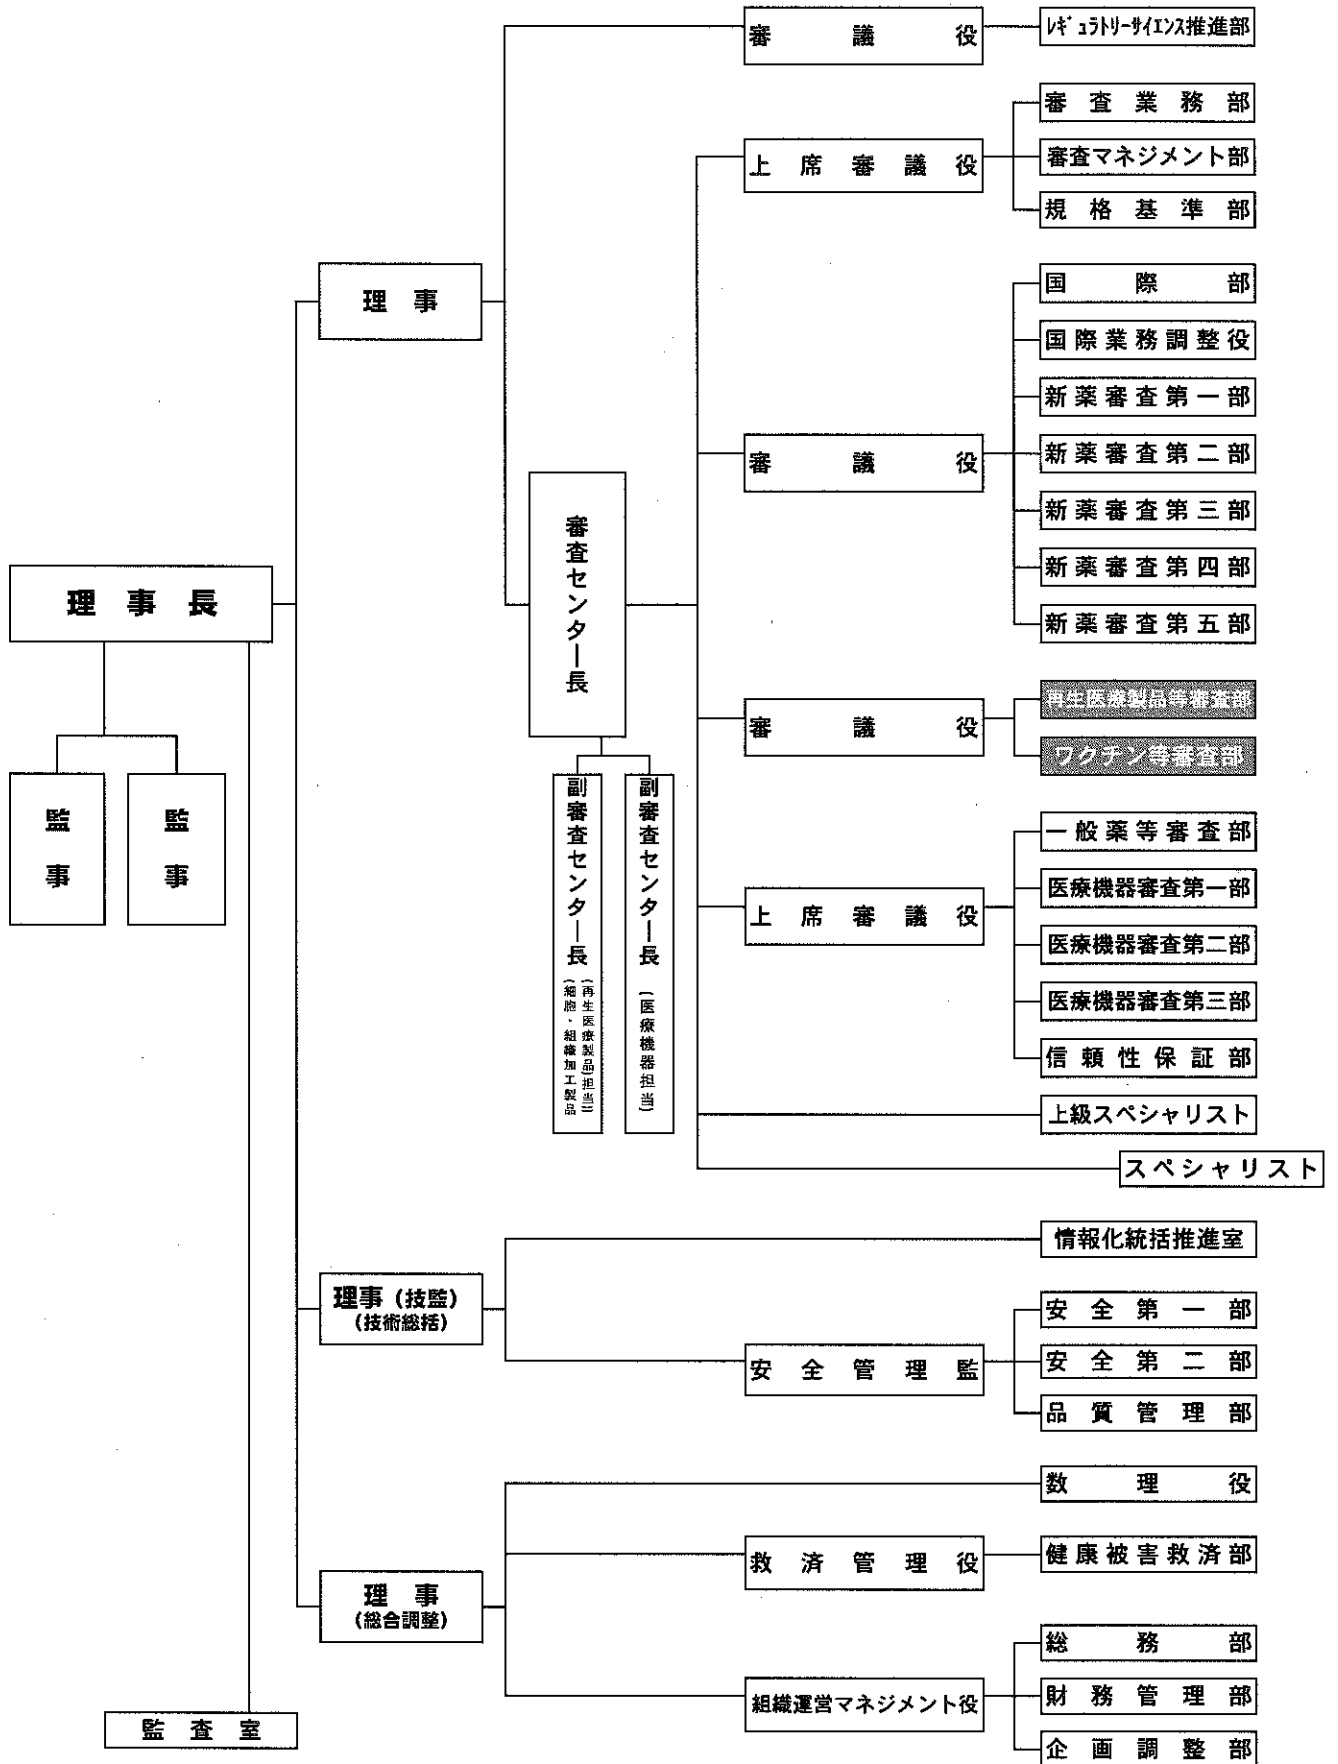 審議役
レギュラトリーサイエンス推進部
審査業務部
上席審議役
審査マネジメント部
規格基準部
理事
国際部
国際業務調整役
新薬審査第一部
審議役
新薬審査第二部
新薬審査第三部
新薬審査第四部
新薬審査第五部
審査センター長
理事長
再生医療製品等審査部
審議役
ワクチン等審査部
監事
監事
副審査センター長
(細胞・組織加工製品
(再生医療製品)担当)
副審査センター長
(医療機器担当)
一般薬等審査部
医療機器審査第一部
上席審議役
医療機器審査第二部
医療機器審査第三部
信頼性保証部
上級スペシャリスト
スペシャリスト
情報化統括推進室
理事(技監)
(技術総括)
安全第一部
安全管理監
安全第二部
品質管理部
数理役
救済管理役
健康被害救済部
理事
(総合調整)
総務部
組織運営マネジメント役
財務管理部
監査室
企画調整部